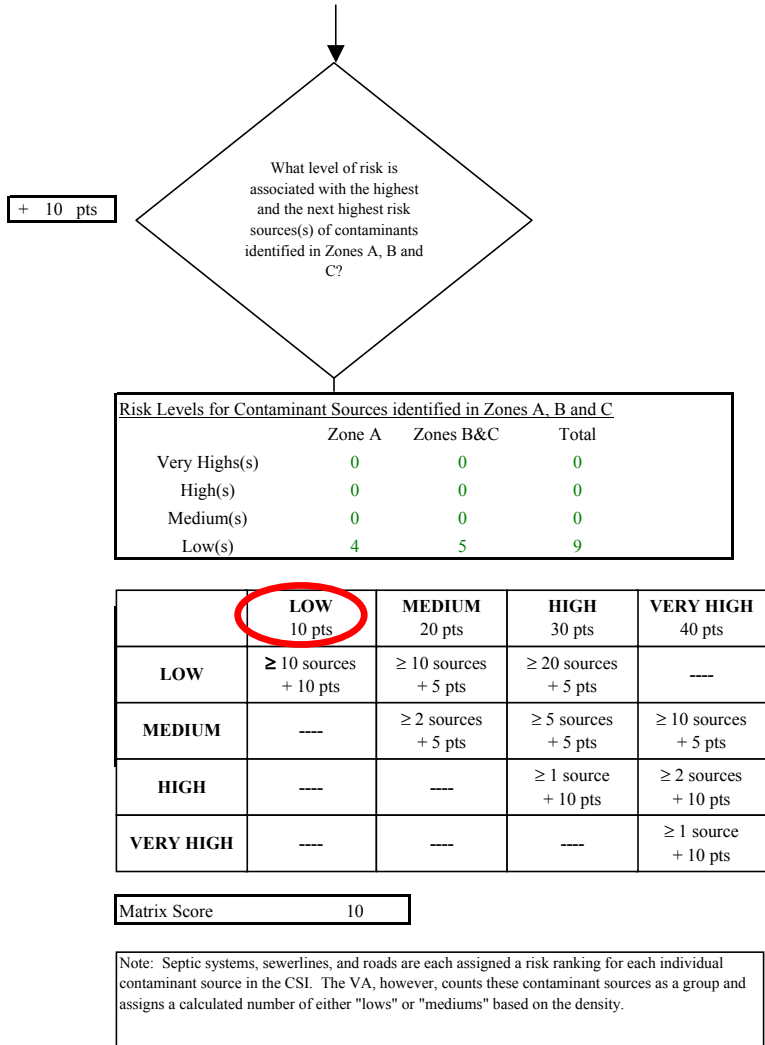 What level of risk is
associated with the highest
and the next highest risk
sources(s) of contaminants
identified in Zones A, B and
C?
+ 10 pts
Risk Levels for Contaminant Sources identified in Zones A, B and C
Zone A Zones B&C Total
Very Highs(s) 0 0 0
High(s) 0 0 0
Medium(s) 0 0 0
Low(s) 4 5 9
LOW MEDIUM HIGH VERY HIGH
10 pts 20 pts 30 pts 40 pts
LOW ≥ 10 sources ≥ 10 sources ≥ 20 sources ----
+ 10 pts + 5 pts + 5 pts
MEDIUM ---- ≥ 2 sources ≥ 5 sources ≥ 10 sources
+ 5 pts + 5 pts + 5 pts
HIGH ---- ---- ≥ 1 source ≥ 2 sources
+ 10 pts + 10 pts
VERY HIGH ---- ---- ---- ≥ 1 source
+ 10 pts
Matrix Score 10
Note: Septic systems, sewerlines, and roads are each assigned a risk ranking for each individual
contaminant source in the CSI. The VA, however, counts these contaminant sources as a group and
assigns a calculated number of either "lows" or "mediums" based on the density.